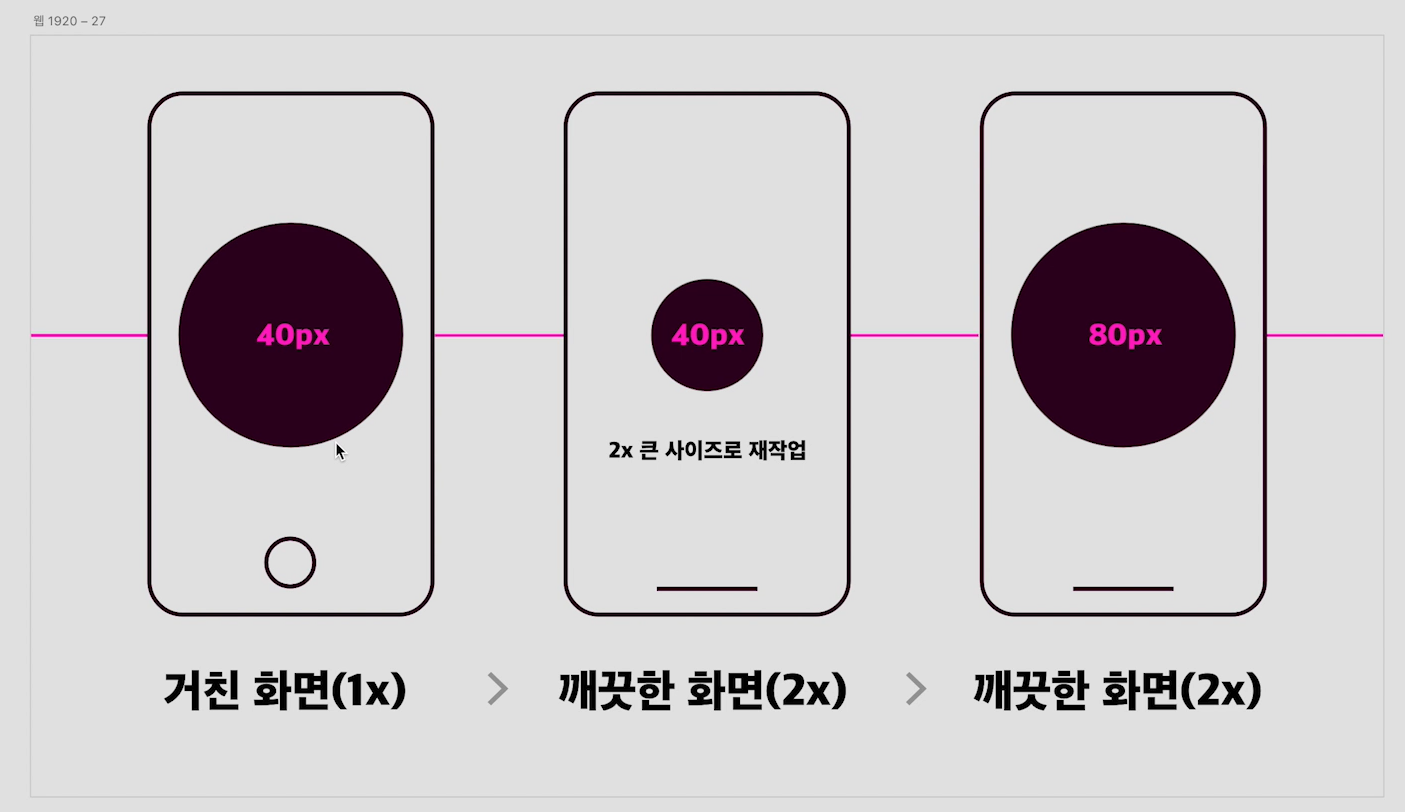 웹 1920 – 27
40px
40px
80px
2x 큰 사이즈로 재작업
거친 화면(1x)
깨끗한 화면(2x)
깨끗한 화면(2x)